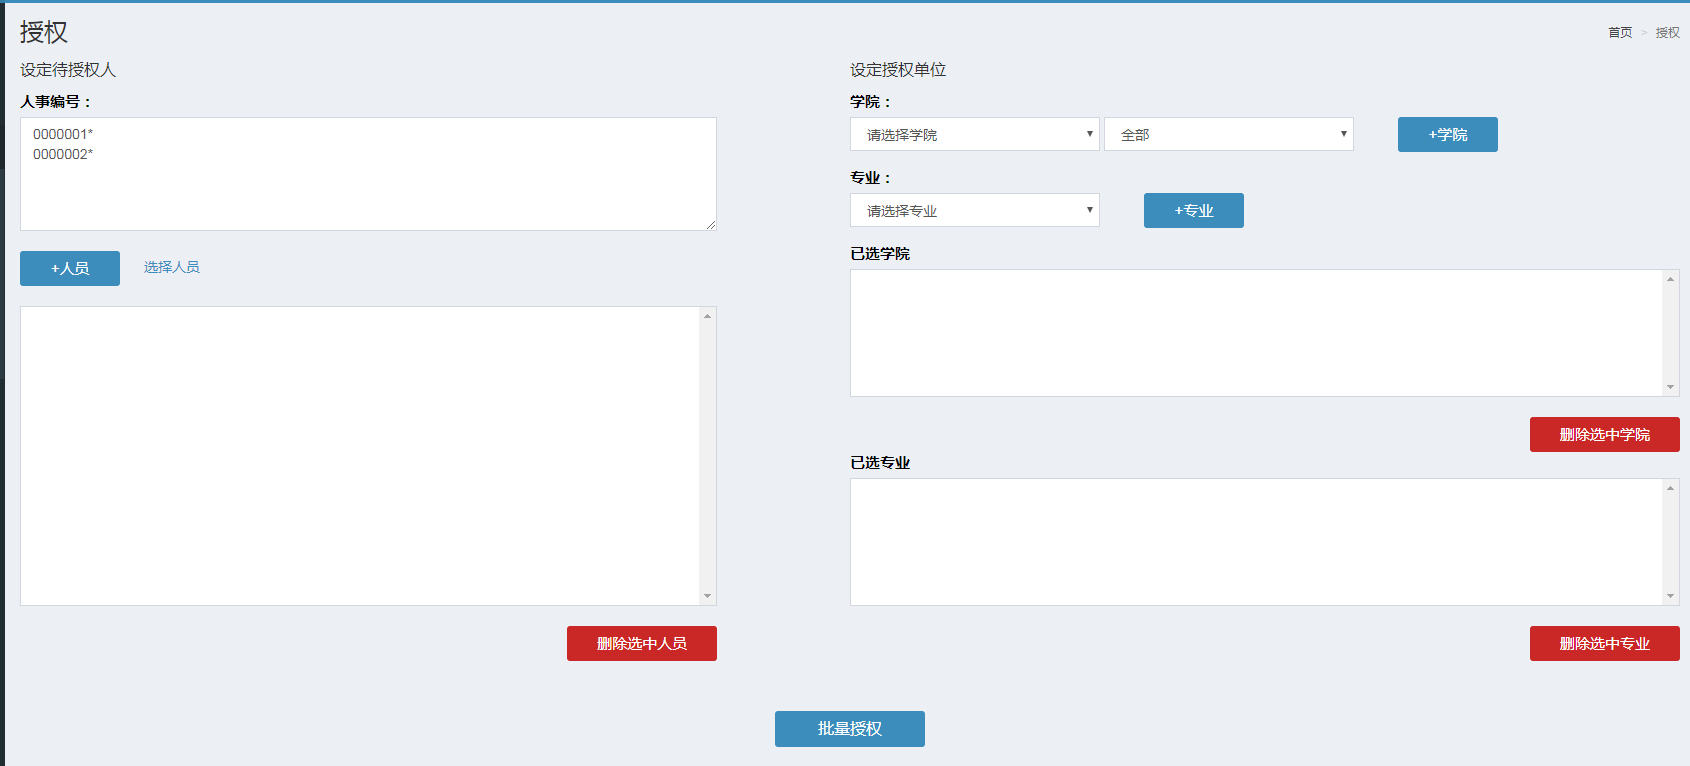 授权
首页 > 授权
设定待授权人
人事编号：
0000001*
0000002*
+人员
选择人员
删除选中人员
设定授权单位
学院：
请选择学院
全部
+学院
专业：
请选择专业
+专业
已选学院
删除选中学院
已选专业
删除选中专业
批量授权